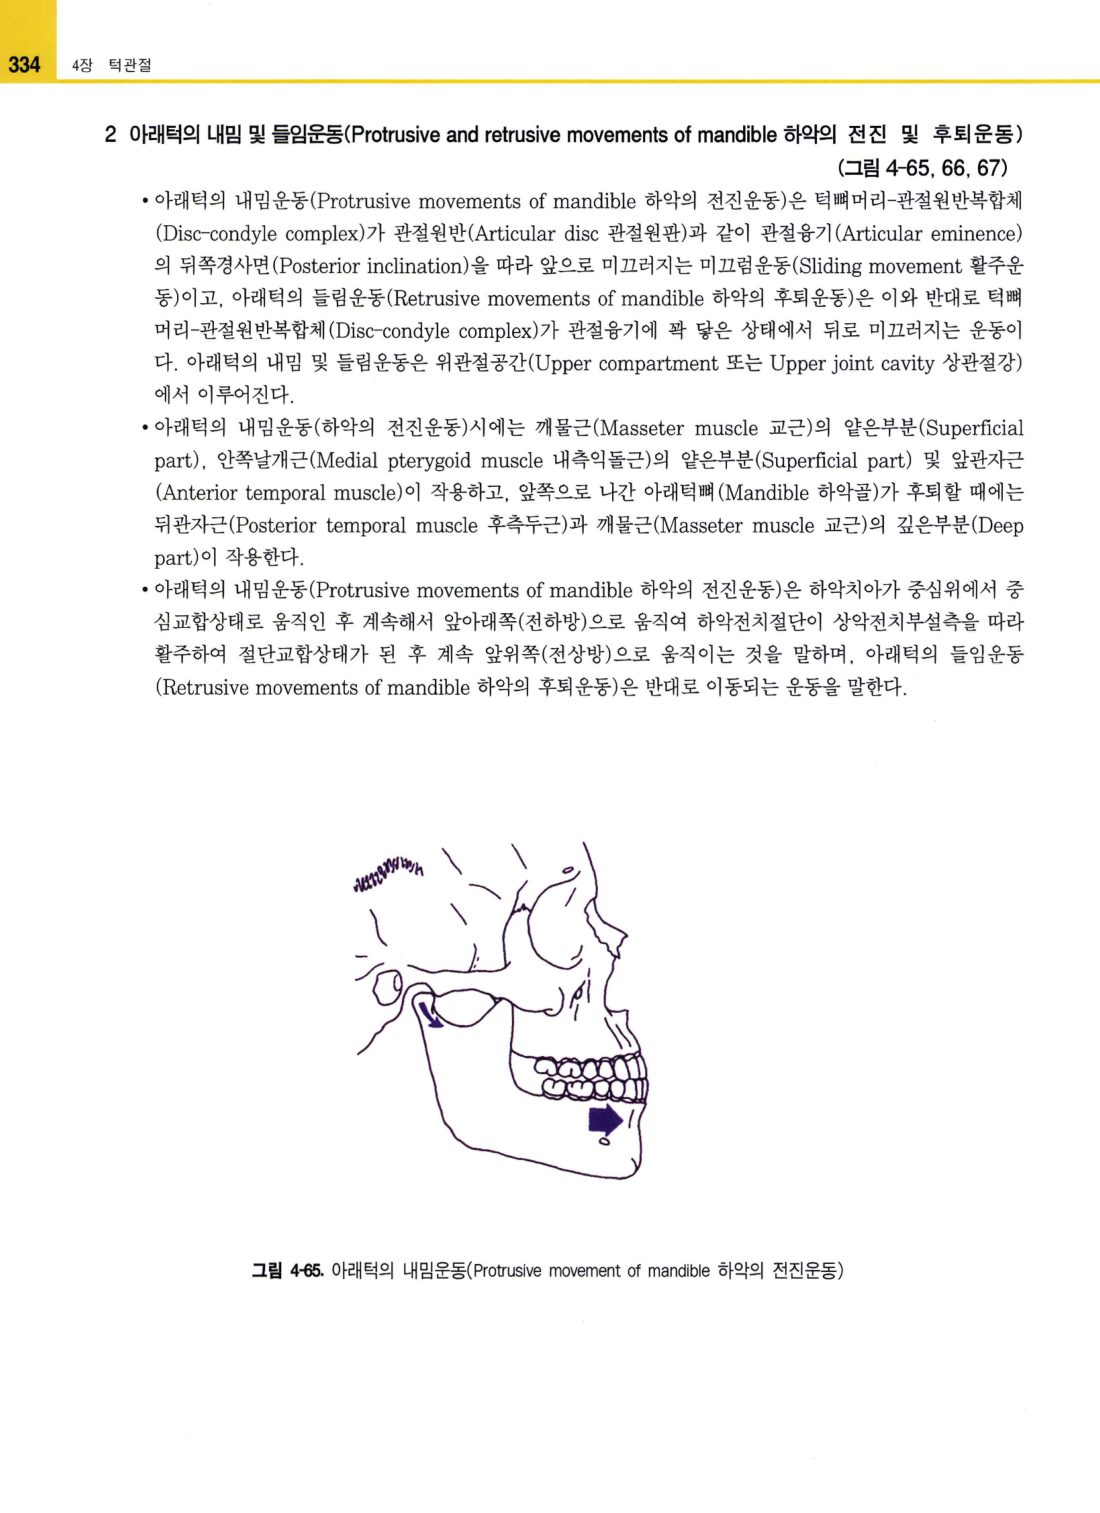 334
4장 턱관절
2 아래턱의 내밈 및 들임운동(Protrusive and retrusive movements of mandible 하악의 전진 및 후퇴운동)
(그림 4-65, 66, 67)
• 아래턱의 내밈운동(Protrusive movements of mandible 하악의 전진운동)은 턱뼈머리-관절원반복합체
(Disc-condyle complex)가 관절원반(Articular disc 관절원판)과 같이 관절융기(Articular eminence)
의 뒤쪽경사면(Posterior inclination)을 따라 앞으로 미끄러지는 미끄럼운동(Sliding movement 활주운
동)이고, 아래턱의 들림운동(Retrusive movements of mandible 하악의 후퇴운동)은 이와 반대로 턱뼈
머리-관절원반복합체(Disc-condyle complex)가 관절융기에 꽉 닿은 상태에서 뒤로 미끄러지는 운동이
다. 아래턱의 내밈 및 들림운동은 위관절공간(Upper compartment 또는 Upper joint cavity 상관절강)
에서 이루어진다.
• 아래턱의 내밈운동(하악의 전진운동)시에는 깨물근(Masseter muscle 교근)의 얕은부분(Superficial
part), 안쪽날개근(Medial pterygoid muscle 내측익돌근)의 얕은부분(Superficial part) 및 앞관자근
(Anterior temporal muscle)이 작용하고, 앞쪽으로 나간 아래턱뼈(Mandible 하악골)가 후퇴할 때에는
뒤관자근(Posterior temporal muscle 후측두근)과 깨물근(Masseter muscle 교근)의 깊은부분(Deep
part)이 작용한다.
• 아래턱의 내밈운동(Protrusive movements of mandible 하악의 전진운동)은 하악치아가 중심위에서 중
심교합상태로 움직인 후 계속해서 앞아래쪽(전하방)으로 움직여 하악전치절단이 상악전치부설측을 따라
활주하여 절단교합상태가 된 후 계속 앞위쪽(전상방)으로 움직이는 것을 말하며, 아래턱의 들임운동
(Retrusive movements of mandible 하악의 후퇴운동)은 반대로 이동되는 운동을 말한다.
그림 4-65. 아래턱의 내밈운동(Protrusive movement of mandible 하악의 전진운동)